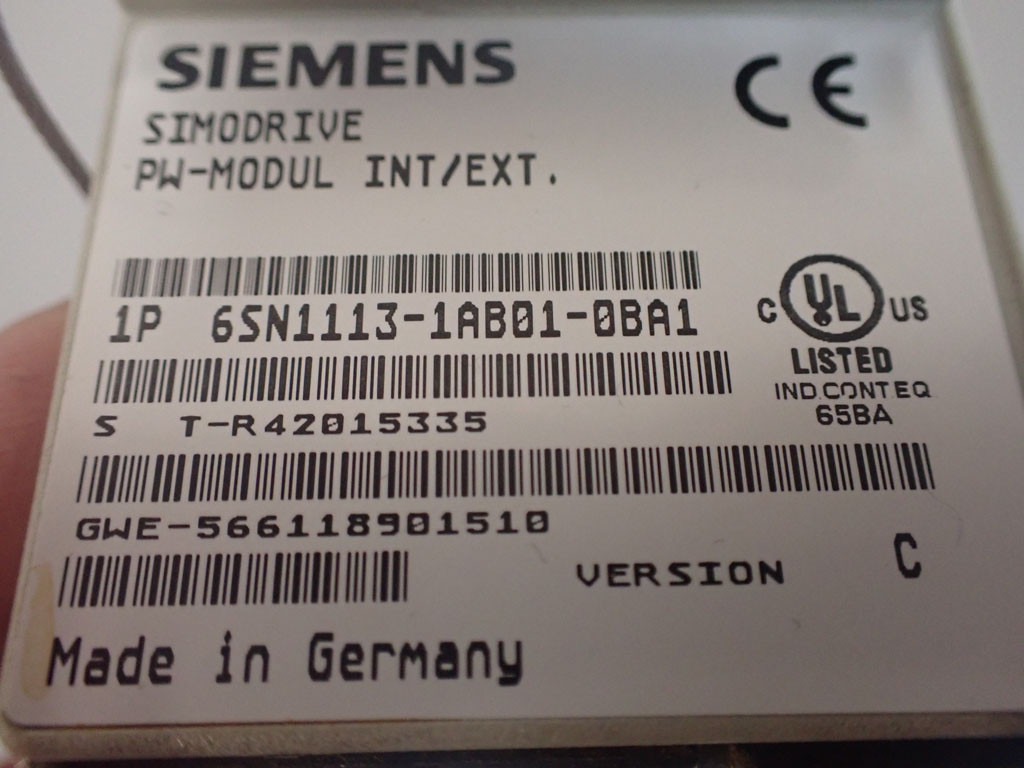 SIEMENS
CE
SIMODRIVE
PW-MODUL INT/EXT.
1P 6SN1113-1AB01-0BA1
C UL US
LISTED
IND.CONT.EQ
65BA
S T-R42015335
GWE-566118901510
VERSION C
Made in Germany